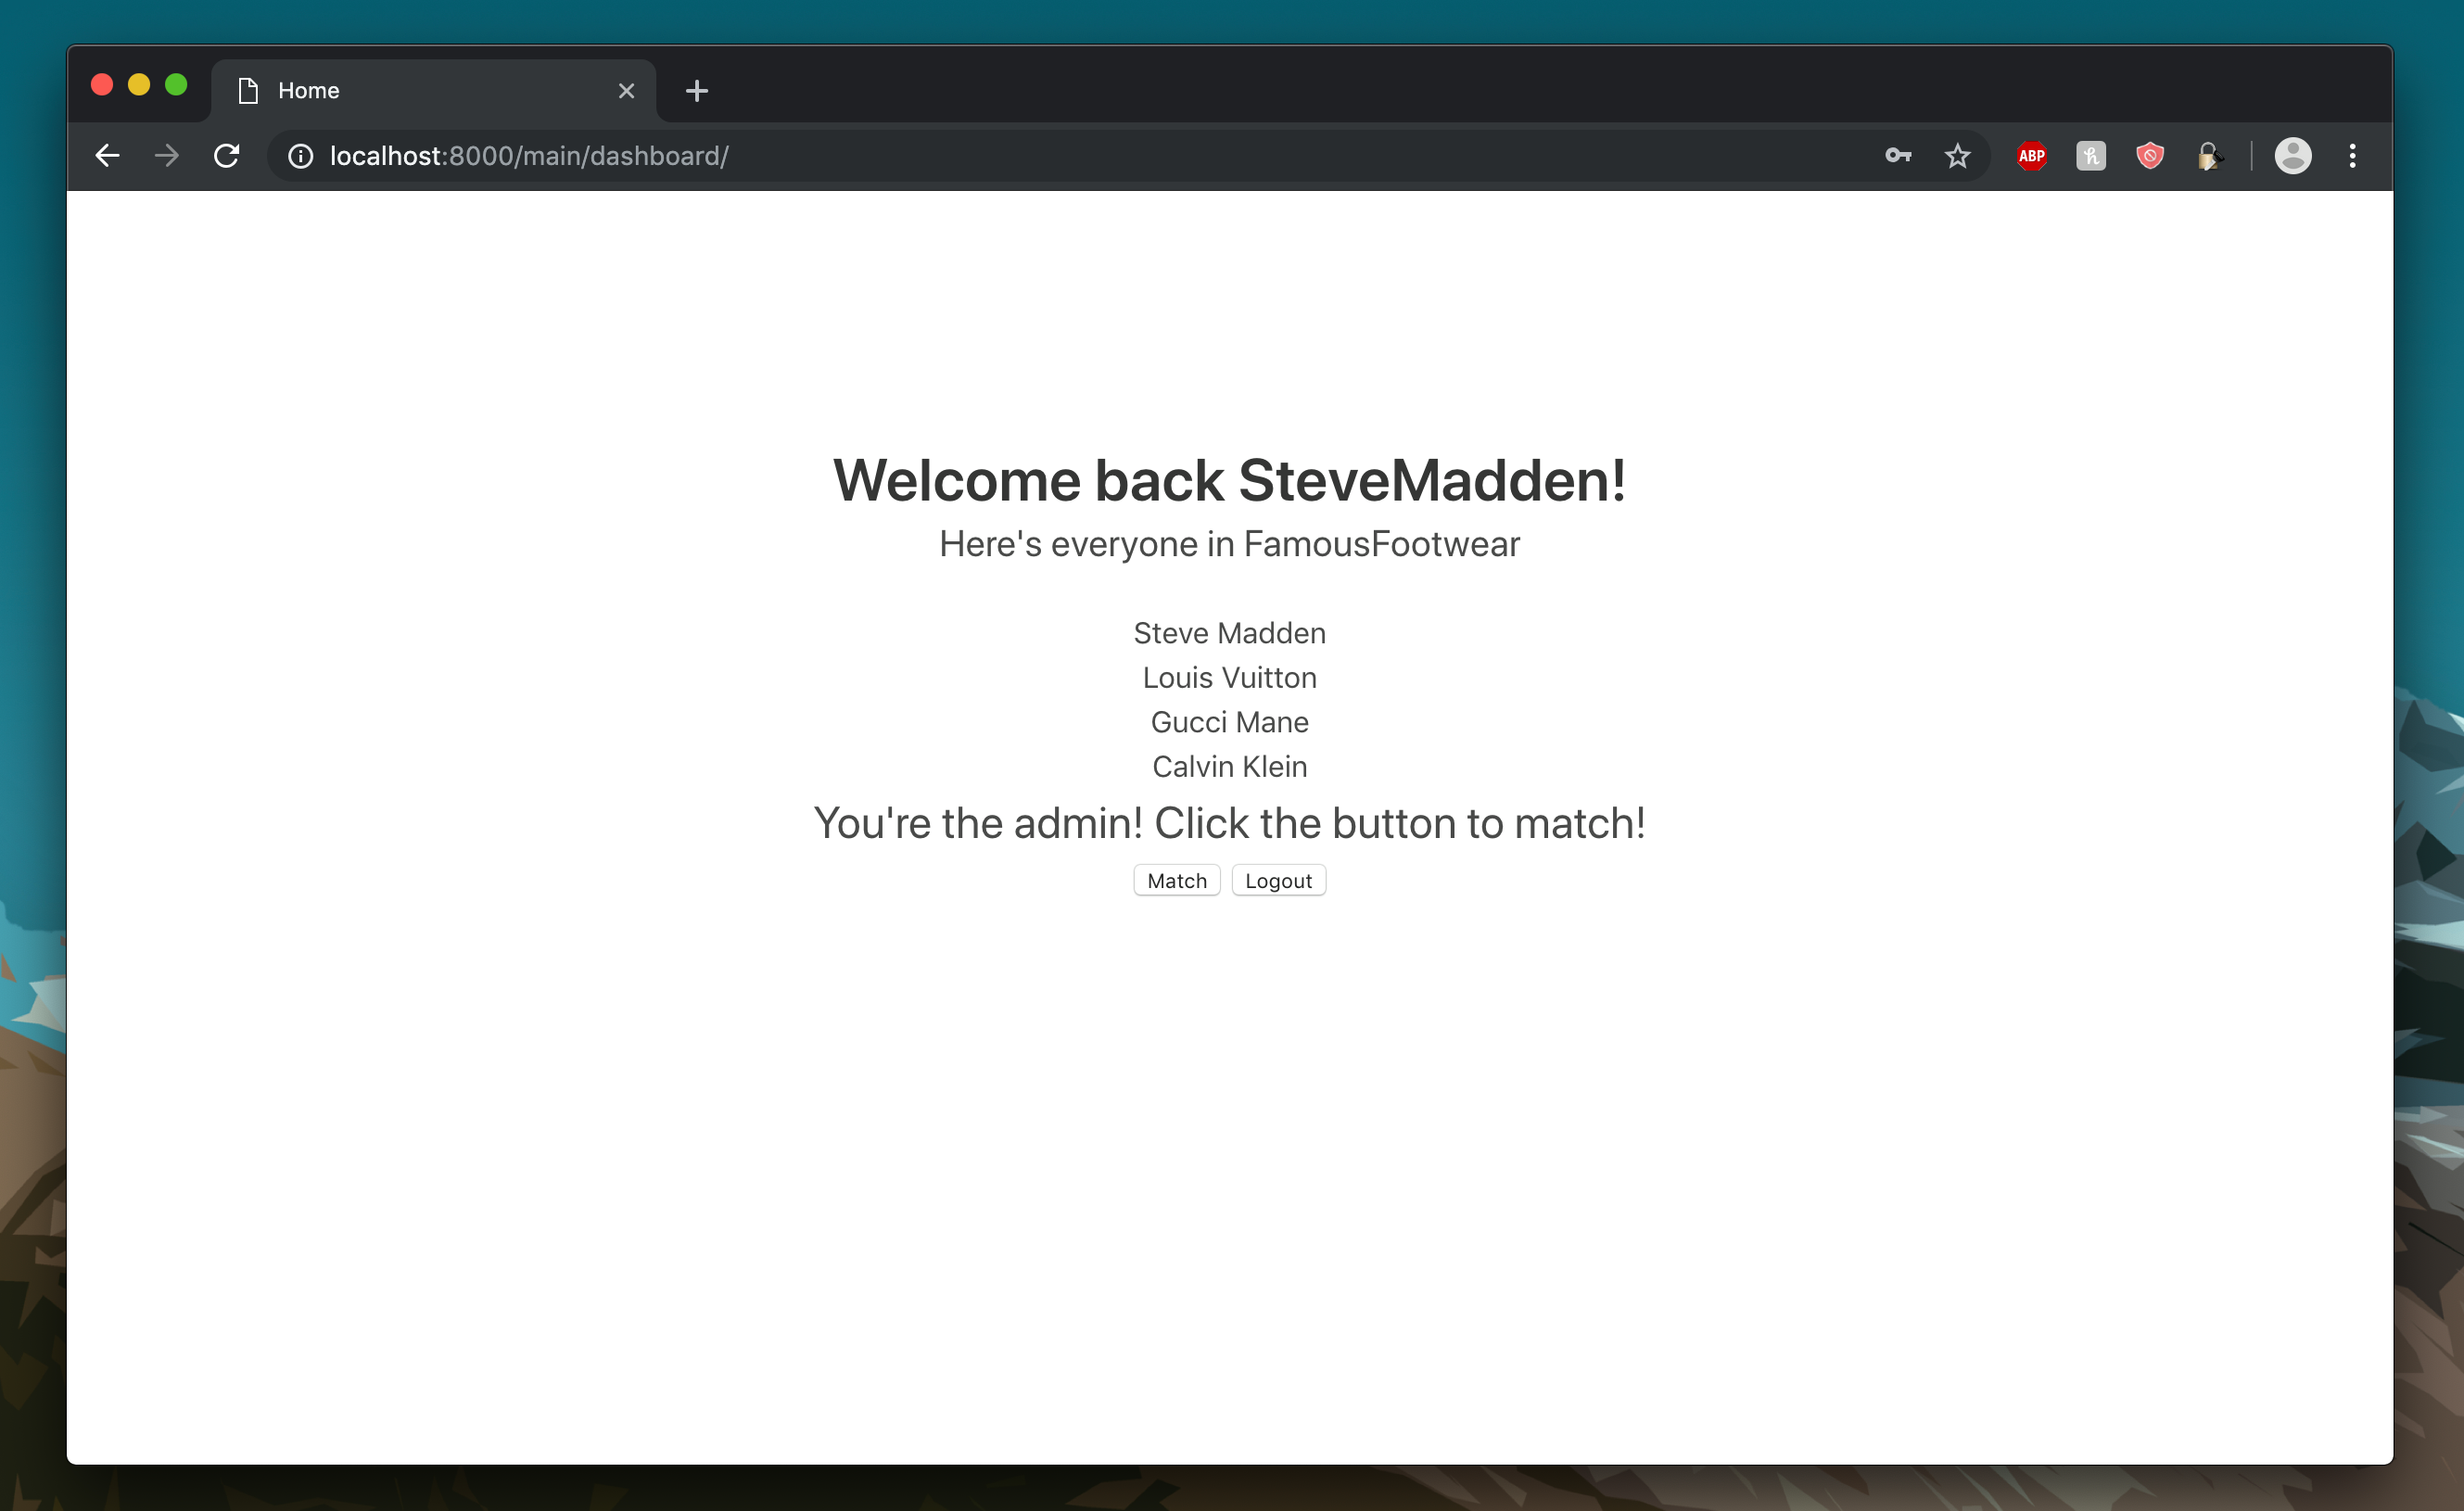 Home
localhost:8000/main/dashboard/
ABP
h
Welcome back SteveMadden!
Here's everyone in FamousFootwear
Steve Madden
Louis Vuitton
Gucci Mane
Calvin Klein
You're the admin! Click the button to match!
Match Logout